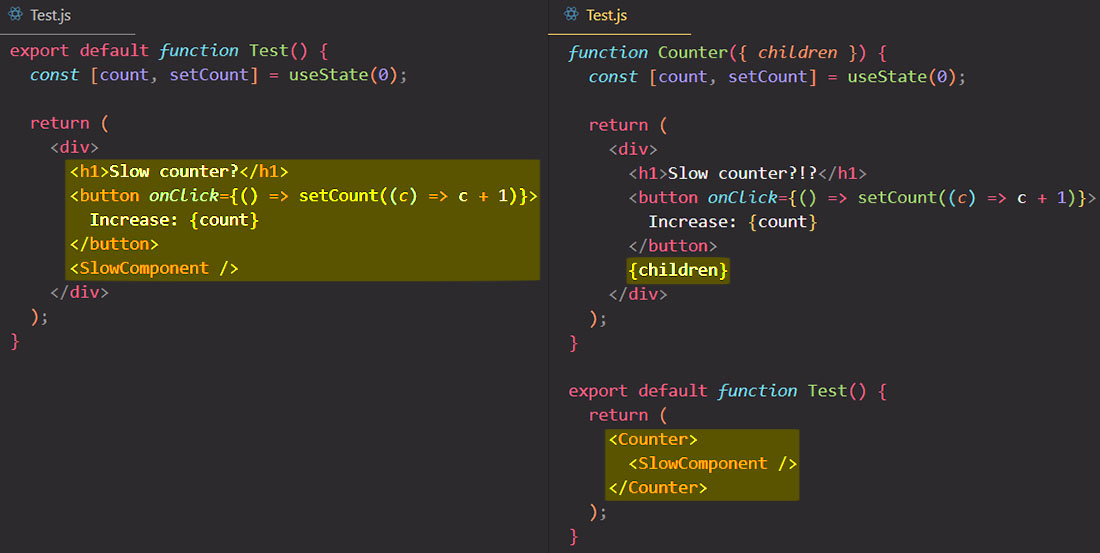 Test.js
export default function Test() {
  const [count, setCount] = useState(0);
  return (
    <div>
      <h1>Slow counter?</h1>
      <button onClick={() => setCount((c) => c + 1)}>
        Increase: {count}
      </button>
      <SlowComponent />
    </div>
  );
}
Test.js
function Counter({ children }) {
  const [count, setCount] = useState(0);
  return (
    <div>
      <h1>Slow counter?!?</h1>
      <button onClick={() => setCount((c) => c + 1)}>
        Increase: {count}
      </button>
      {children}
    </div>
  );
}
export default function Test() {
  return (
    <Counter>
      <SlowComponent />
    </Counter>
  );
}